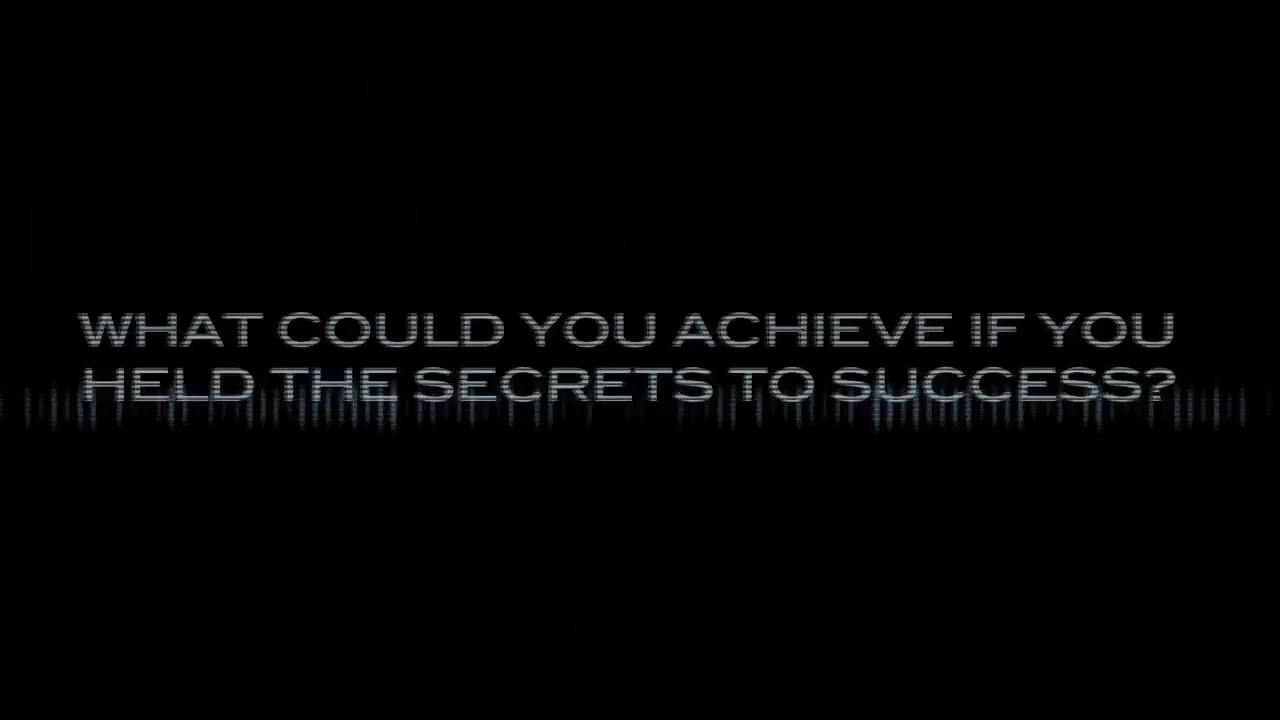 WHAT COULD YOU ACHIEVE IF YOU
HELD THE SECRETS TO SUCCESS?